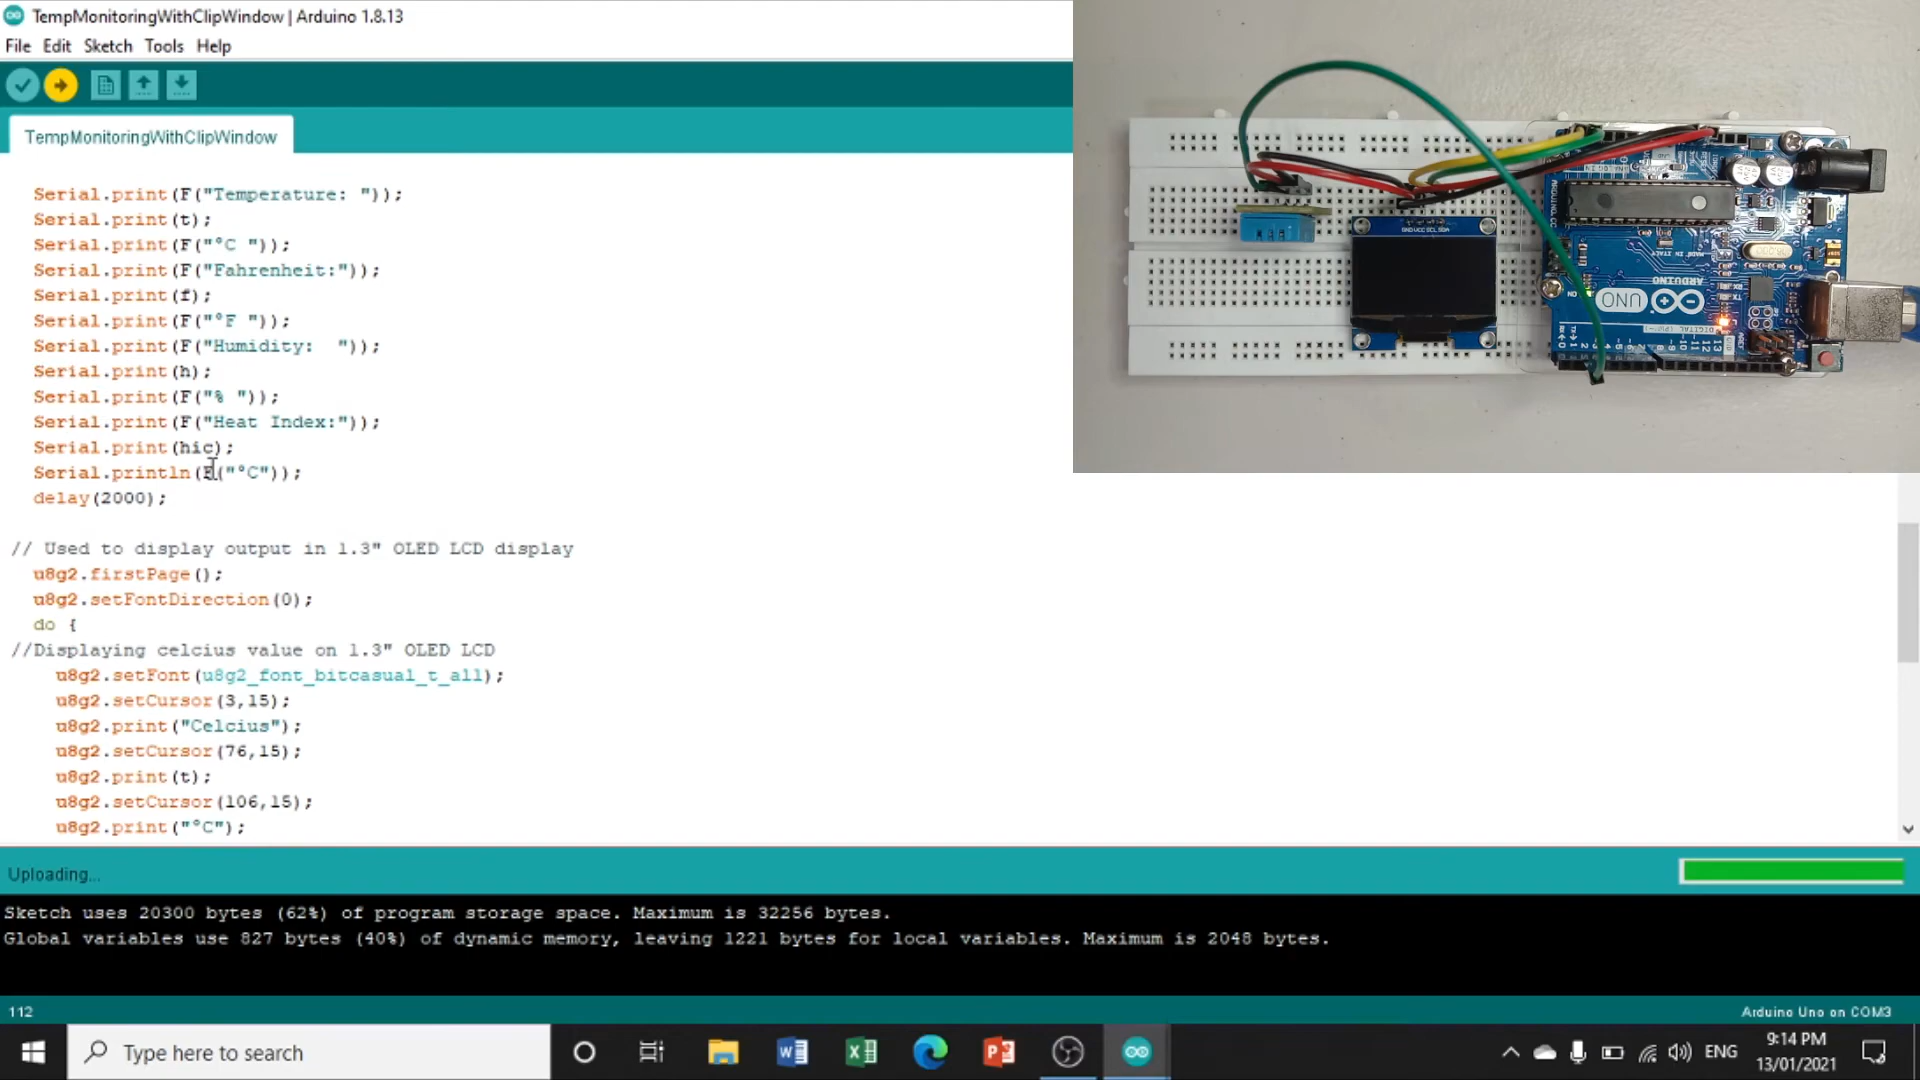 TempMonitoringWithClipWindow | Arduino 1.8.13
File Edit Sketch Tools Help
TempMonitoringWithClipWindow
Serial.print(F("Temperature: "));
Serial.print(t);
Serial.print(F("°C "));
Serial.print(F("Fahrenheit:"));
Serial.print(f);
Serial.print(F("°F "));
Serial.print(F("Humidity:  "));
Serial.print(h);
Serial.print(F("% "));
Serial.print(F("Heat Index:"));
Serial.print(hic);
Serial.println(F("°C"));
delay(2000);
// Used to display output in 1.3" OLED LCD display
u8g2.firstPage();
u8g2.setFontDirection(0);
do {
//Displaying celcius value on 1.3" OLED LCD
u8g2.setFont(u8g2_font_bitcasual_t_all);
u8g2.setCursor(3,15);
u8g2.print("Celcius");
u8g2.setCursor(76,15);
u8g2.print(t);
u8g2.setCursor(106,15);
u8g2.print("°C");
GND VCC SCL SDA
MADE IN ITALY
ARDUINO
UNO
Uploading...
Sketch uses 20300 bytes (62%) of program storage space. Maximum is 32256 bytes.
Global variables use 827 bytes (40%) of dynamic memory, leaving 1221 bytes for local variables. Maximum is 2048 bytes.
112
Arduino Uno on COM3
Type here to search
ENG
9:14 PM
13/01/2021